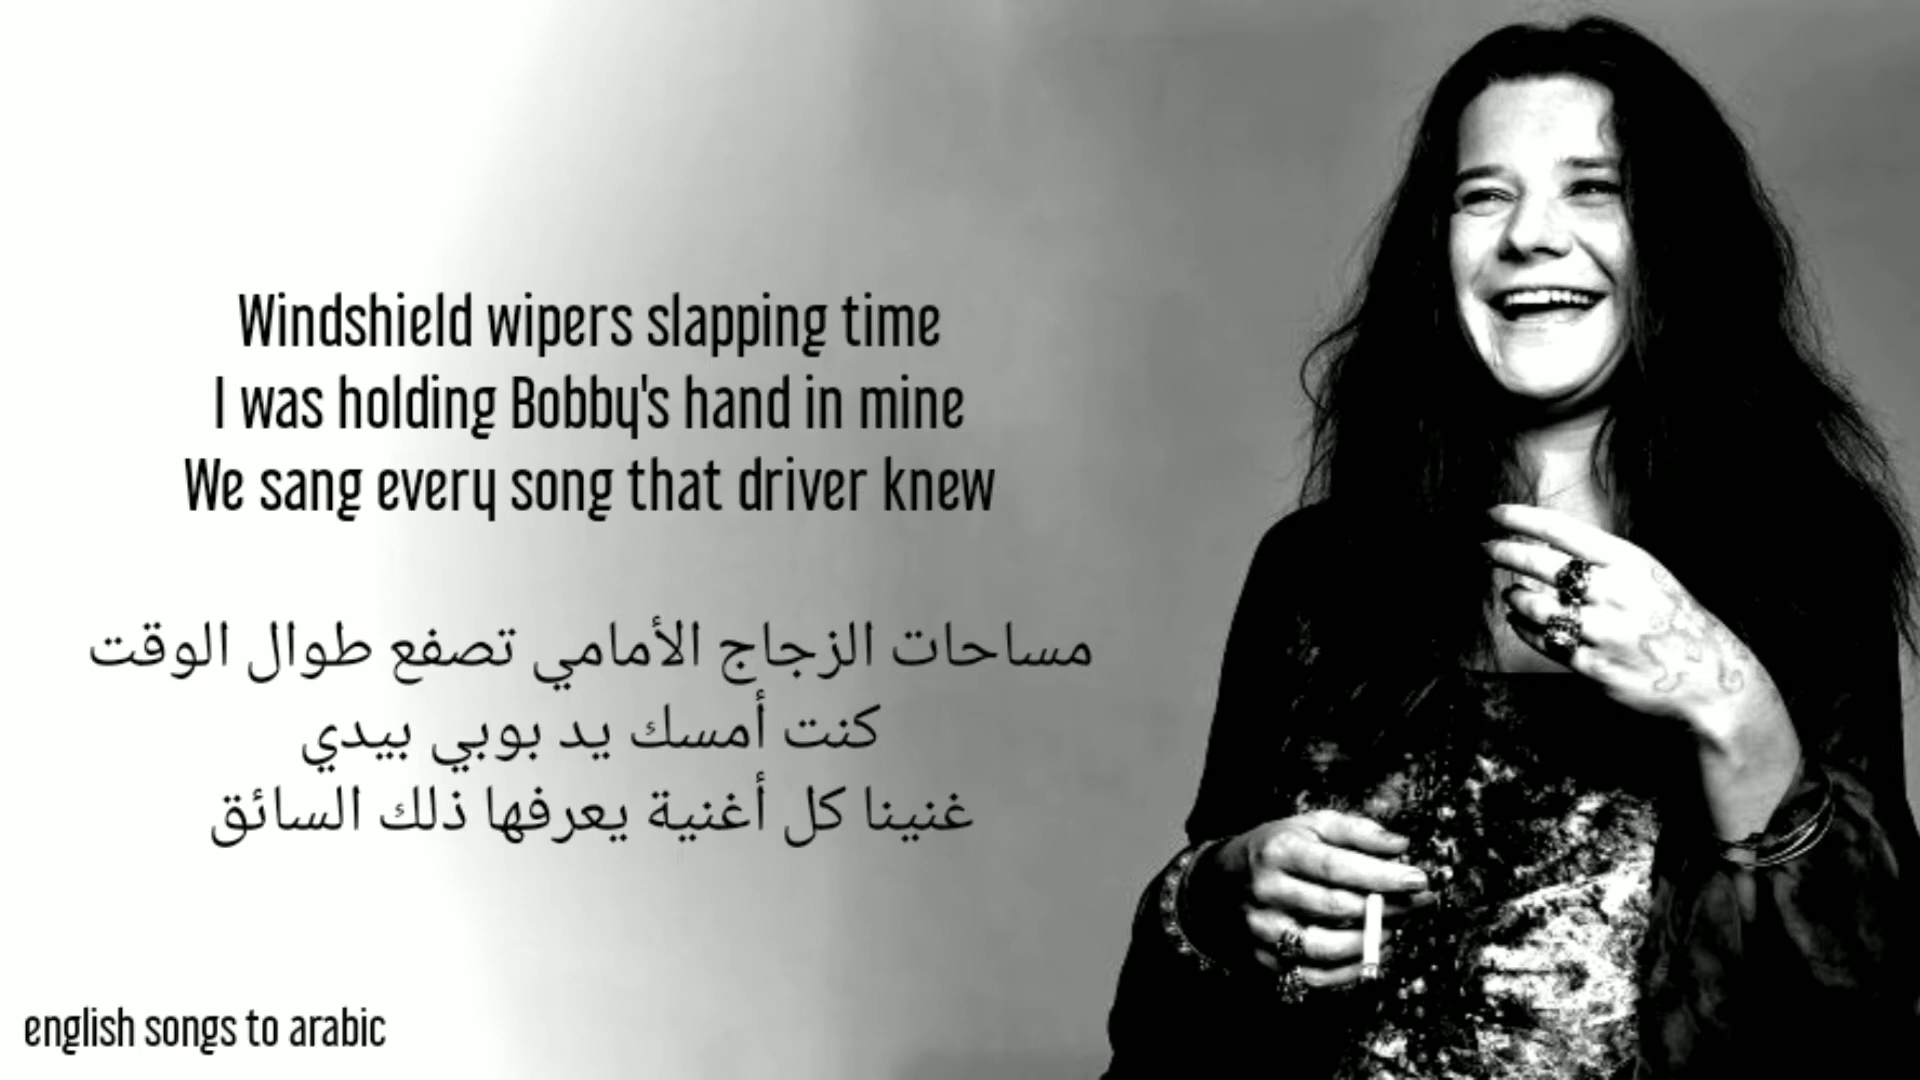 Windshield wipers slapping time
I was holding Bobby's hand in mine
We sang every song that driver knew
مساحات الزجاج الأمامي تصفع طوال الوقت
كنت أمسك يد بوبي بيدي
غنينا كل أغنية يعرفها ذلك السائق
english songs to arabic